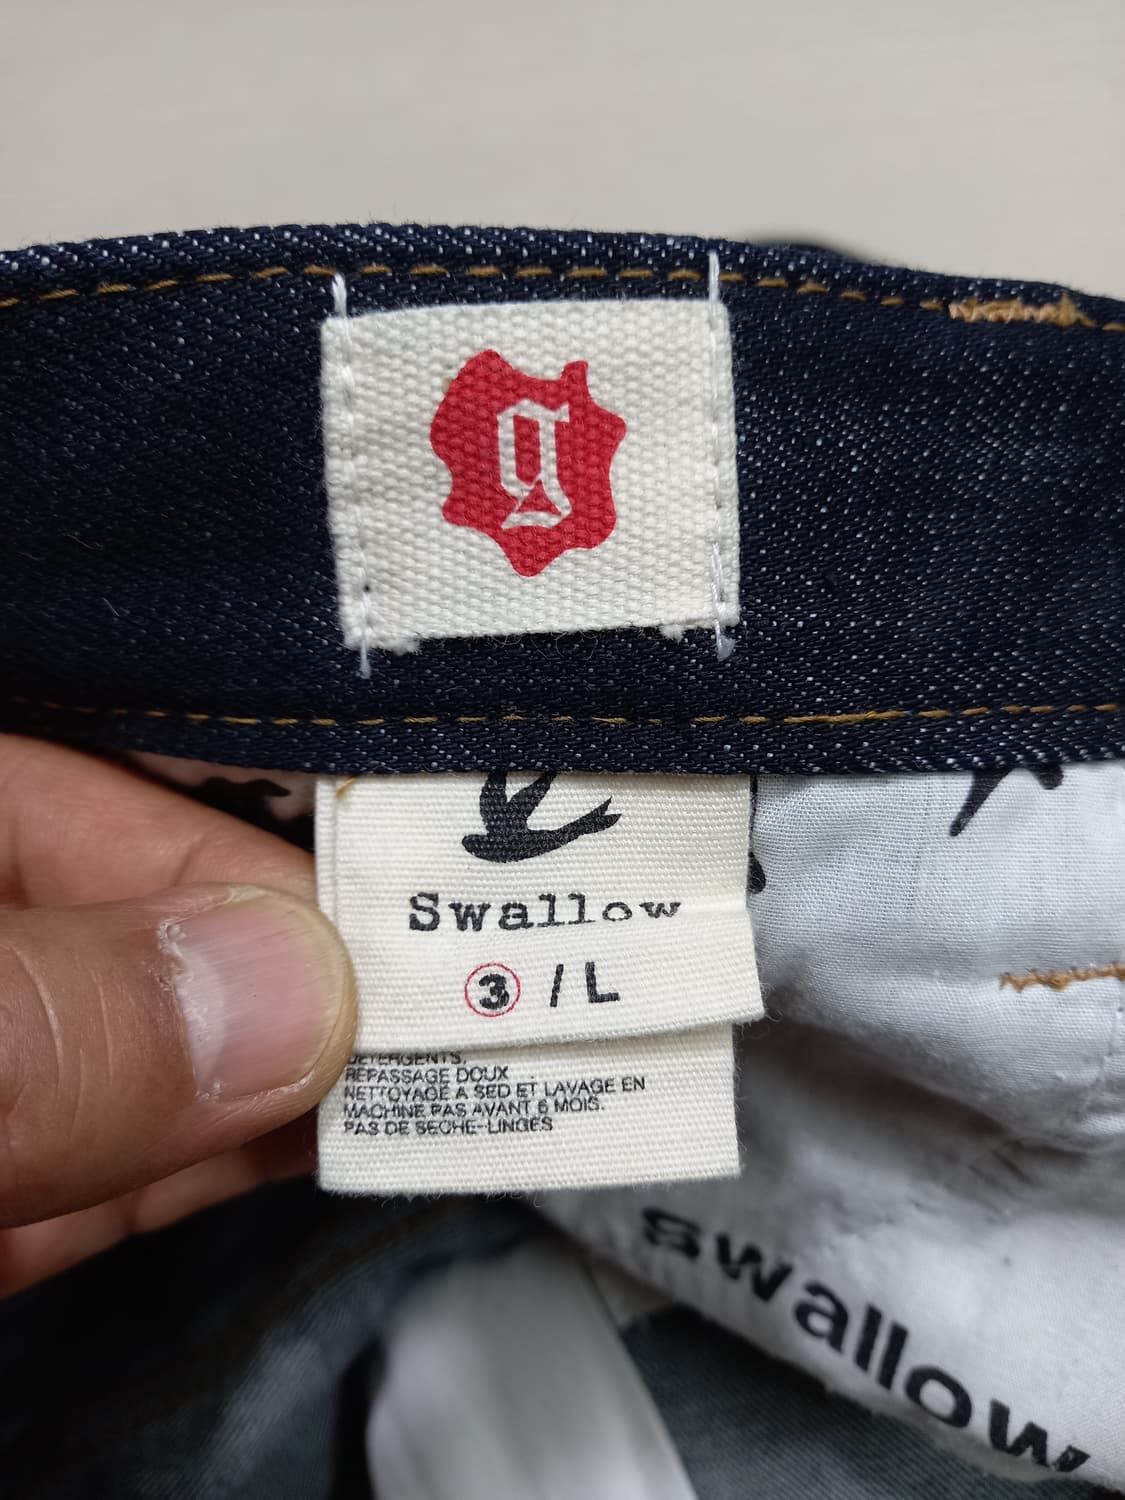 g
Swallow
3 / L
DETERGENTS,
REPASSAGE DOUX
NETTOYAGE A SED ET LAVAGE EN
MACHINE PAS AVANT 6 MOIS.
PAS DE SECHE-LINGES
swallow